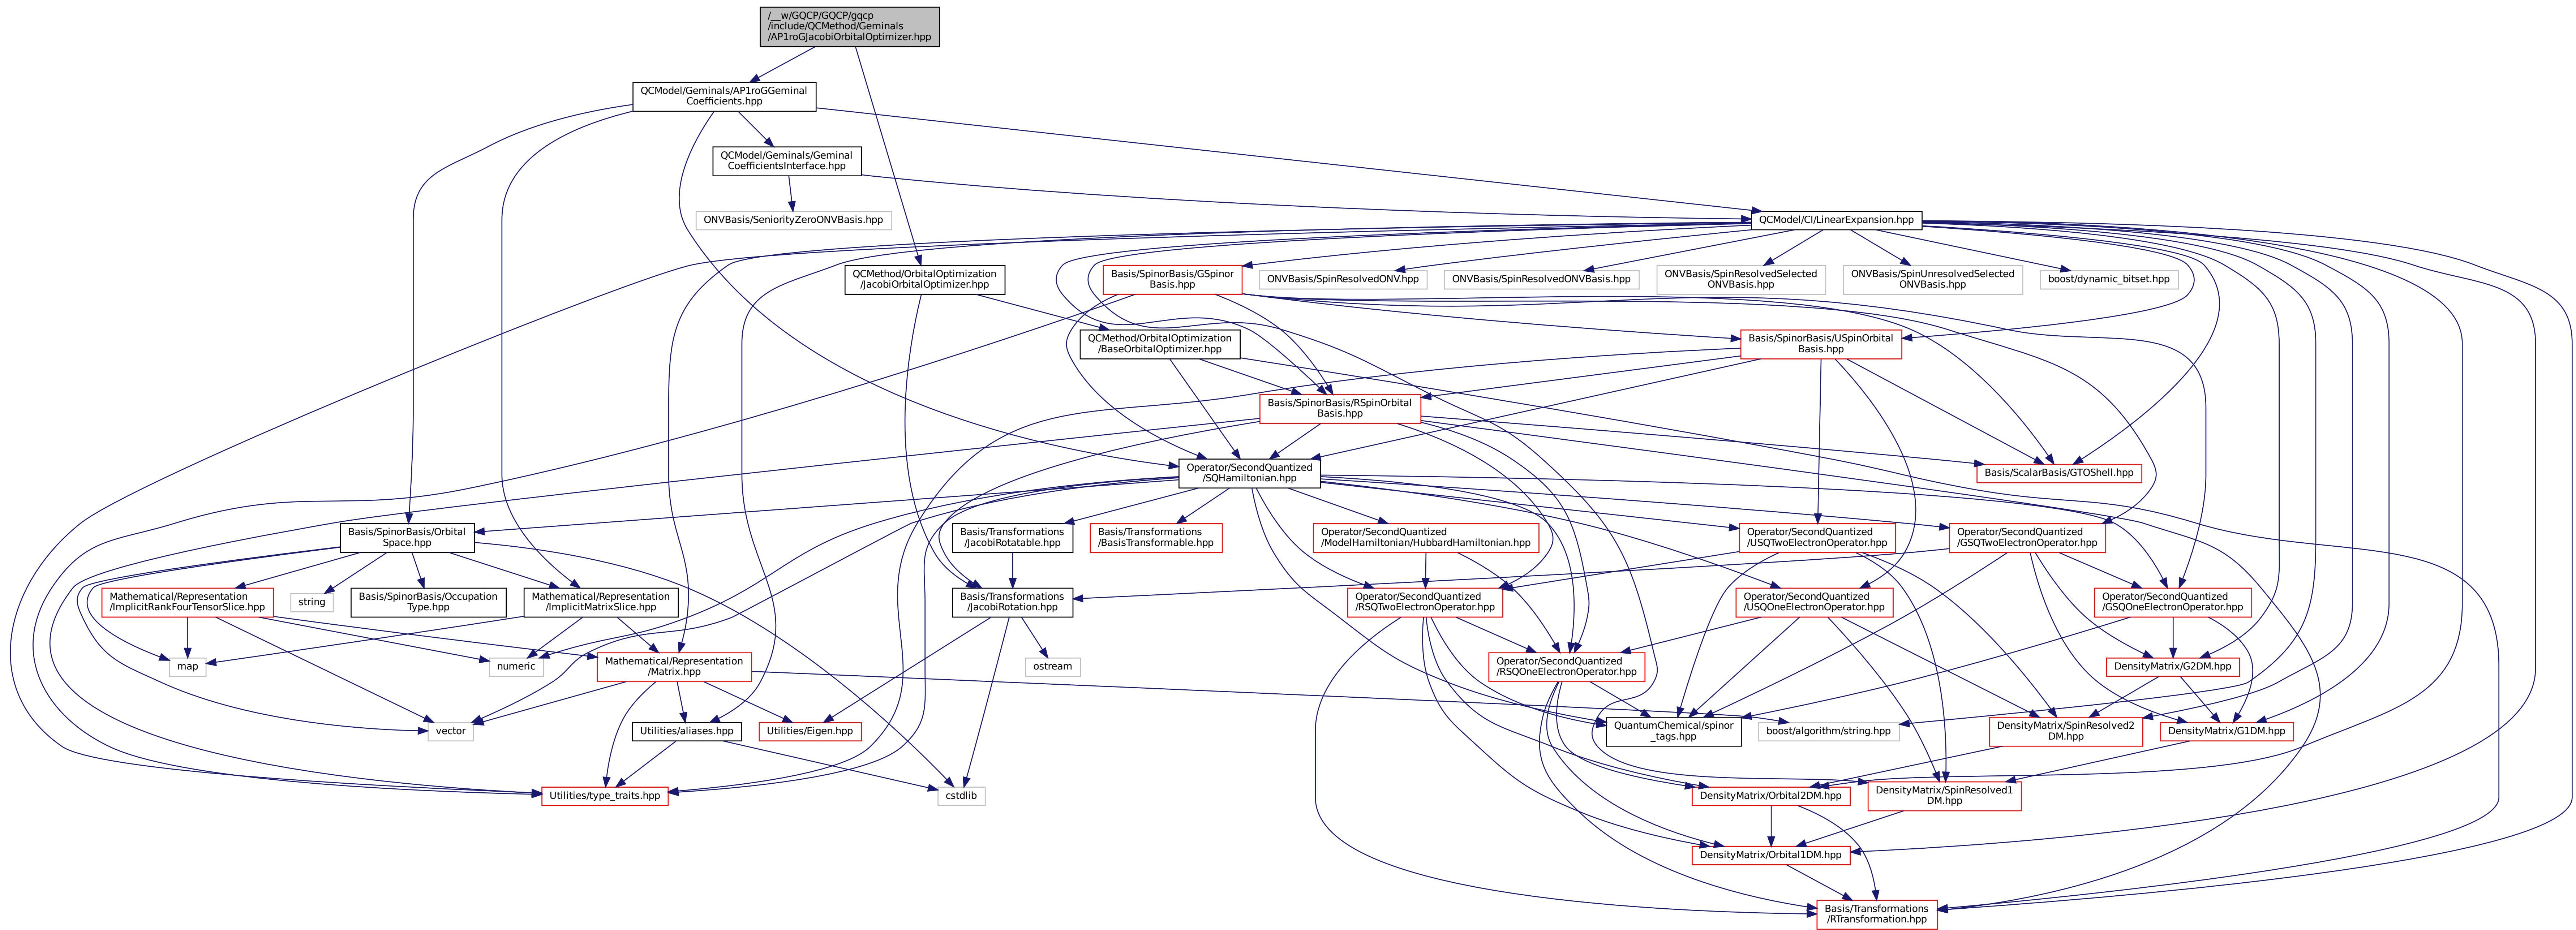 /__w/GQCP/GQCP/gqcp
/include/QCMethod/Geminals
/AP1roGJacobiOrbitalOptimizer.hpp
QCModel/Geminals/AP1roGGeminal
Coefficients.hpp
QCModel/Geminals/Geminal
CoefficientsInterface.hpp
ONVBasis/SeniorityZeroONVBasis.hpp
QCModel/CI/LinearExpansion.hpp
QCMethod/OrbitalOptimization
/JacobiOrbitalOptimizer.hpp
Basis/SpinorBasis/GSpinor
Basis.hpp
ONVBasis/SpinResolvedONV.hpp
ONVBasis/SpinResolvedONVBasis.hpp
ONVBasis/SpinResolvedSelected
ONVBasis.hpp
ONVBasis/SpinUnresolvedSelected
ONVBasis.hpp
boost/dynamic_bitset.hpp
QCMethod/OrbitalOptimization
/BaseOrbitalOptimizer.hpp
Basis/SpinorBasis/USpinOrbital
Basis.hpp
Basis/SpinorBasis/RSpinOrbital
Basis.hpp
Operator/SecondQuantized
/SQHamiltonian.hpp
Basis/ScalarBasis/GTOShell.hpp
Basis/SpinorBasis/Orbital
Space.hpp
Basis/Transformations
/JacobiRotatable.hpp
Basis/Transformations
/BasisTransformable.hpp
Operator/SecondQuantized
/ModelHamiltonian/HubbardHamiltonian.hpp
Operator/SecondQuantized
/USQTwoElectronOperator.hpp
Operator/SecondQuantized
/GSQTwoElectronOperator.hpp
Mathematical/Representation
/ImplicitRankFourTensorSlice.hpp
string
Basis/SpinorBasis/Occupation
Type.hpp
Mathematical/Representation
/ImplicitMatrixSlice.hpp
Basis/Transformations
/JacobiRotation.hpp
Operator/SecondQuantized
/RSQTwoElectronOperator.hpp
Operator/SecondQuantized
/USQOneElectronOperator.hpp
Operator/SecondQuantized
/GSQOneElectronOperator.hpp
map
numeric
Mathematical/Representation
/Matrix.hpp
ostream
Operator/SecondQuantized
/RSQOneElectronOperator.hpp
DensityMatrix/G2DM.hpp
vector
Utilities/aliases.hpp
Utilities/Eigen.hpp
boost/algorithm/string.hpp
QuantumChemical/spinor
_tags.hpp
DensityMatrix/SpinResolved2
DM.hpp
DensityMatrix/G1DM.hpp
Utilities/type_traits.hpp
cstdlib
DensityMatrix/Orbital2DM.hpp
DensityMatrix/SpinResolved1
DM.hpp
DensityMatrix/Orbital1DM.hpp
Basis/Transformations
/RTransformation.hpp